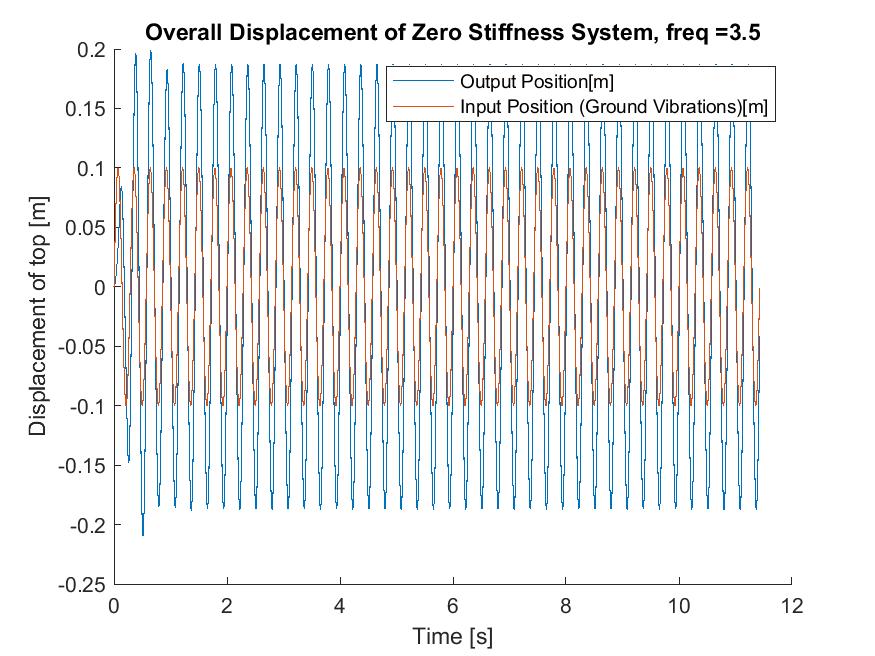 Overall Displacement of Zero Stiffness System, freq =3.5
0.2
0.15
0.1
0.05
0
-0.05
-0.1
-0.15
-0.2
-0.25
Displacement of top [m]
Output Position[m]
Input Position (Ground Vibrations)[m]
0 2 4 6 8 10 12
Time [s]